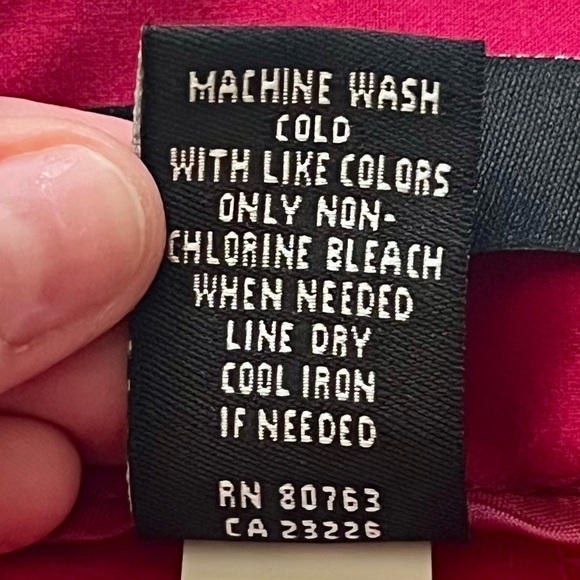 MACHINE WASH
COLD
WITH LIKE COLORS
ONLY NON-
CHLORINE BLEACH
WHEN NEEDED
LINE DRY
COOL IRON
IF NEEDED
RN 80763
CA 23226